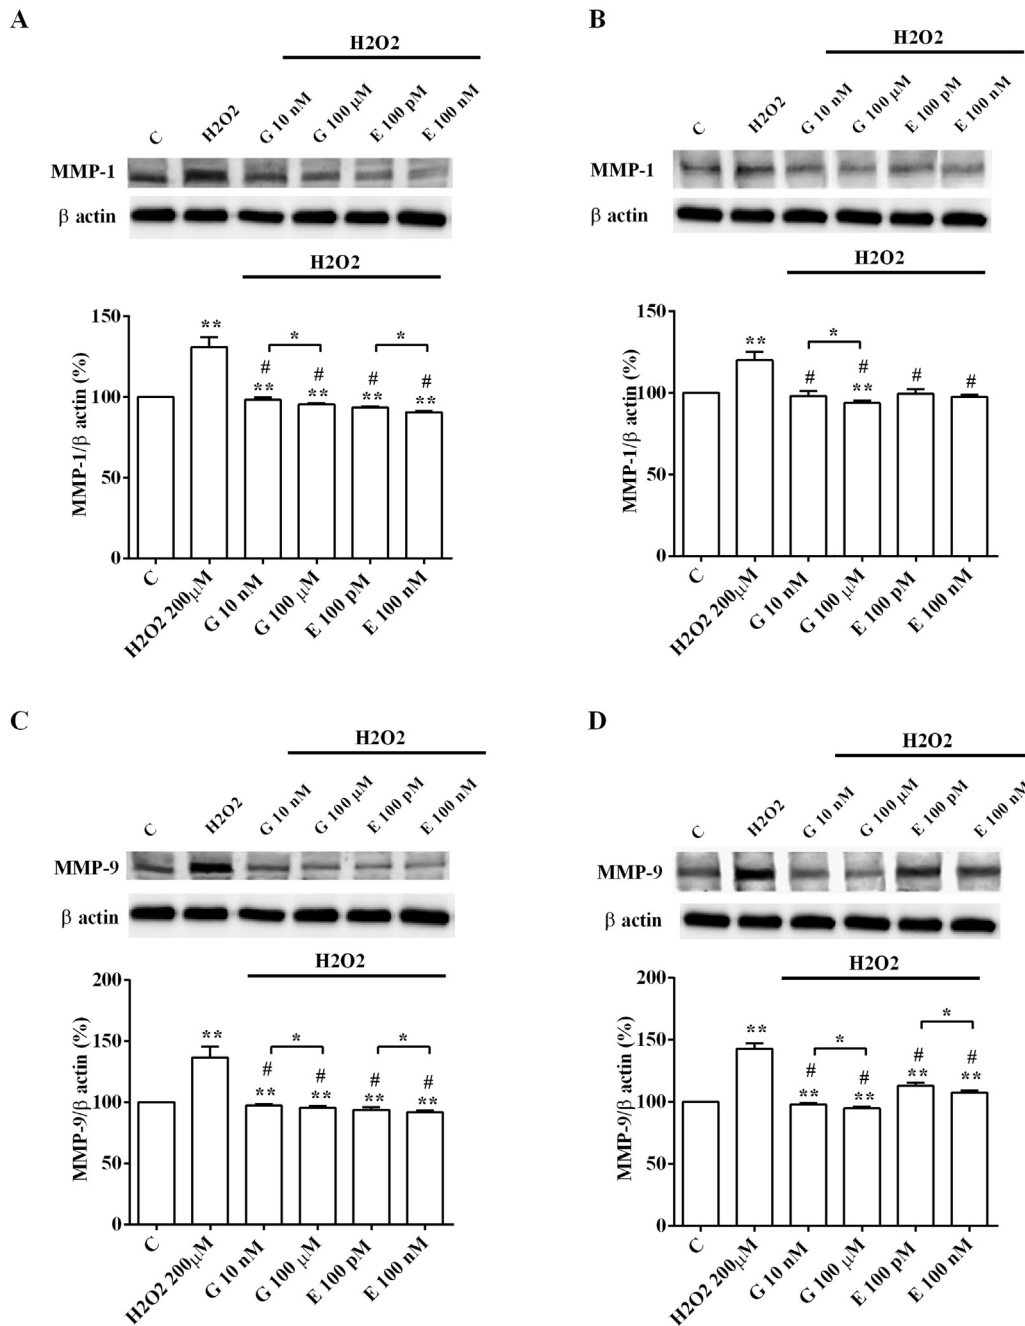 A
H2O2
C
H2O2
G 10 nM
G 100 μM
E 100 pM
E 100 nM
MMP-1
β actin
H2O2
MMP-1/β actin (%)
150
100
50
0
**
#
**
#
**
#
**
#
**
*
*
C
H2O2 200μM
G 10 nM
G 100 μM
E 100 pM
E 100 nM
B
H2O2
C
H2O2
G 10 nM
G 100 μM
E 100 pM
E 100 nM
MMP-1
β actin
H2O2
MMP-1/β actin (%)
150
100
50
0
**
#
#
**
#
#
*
C
H2O2 200μM
G 10 nM
G 100 μM
E 100 pM
E 100 nM
C
H2O2
C
H2O2
G 10 nM
G 100 μM
E 100 pM
E 100 nM
MMP-9
β actin
H2O2
MMP-9/β actin (%)
200
150
100
50
0
**
#
**
#
**
#
**
#
**
*
*
C
H2O2 200μM
G 10 nM
G 100 μM
E 100 pM
E 100 nM
D
H2O2
C
H2O2
G 10 nM
G 100 μM
E 100 pM
E 100 nM
MMP-9
β actin
H2O2
MMP-9/β actin (%)
200
150
100
50
0
**
#
**
#
**
#
**
#
**
*
*
C
H2O2 200μM
G 10 nM
G 100 μM
E 100 pM
E 100 nM